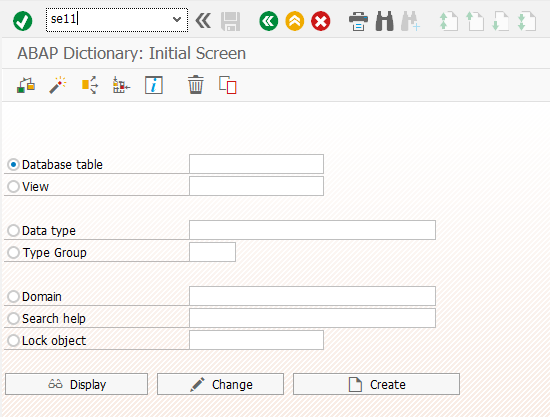 se11
ABAP Dictionary: Initial Screen
Database table
View
Data type
Type Group
Domain
Search help
Lock object
Display Change Create